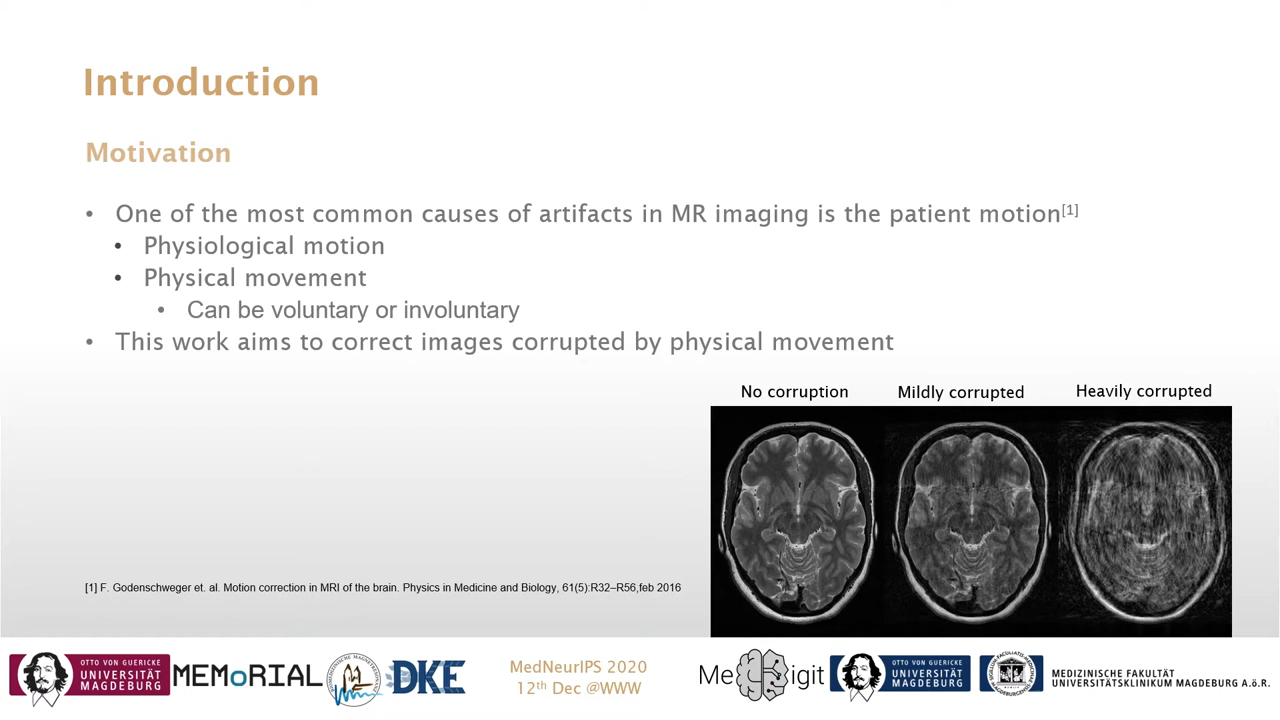 Introduction
Motivation
• One of the most common causes of artifacts in MR imaging is the patient motion[1]
• Physiological motion
• Physical movement
• Can be voluntary or involuntary
• This work aims to correct images corrupted by physical movement
No corruption
Mildly corrupted
Heavily corrupted
[1] F. Godenschweger et. al. Motion correction in MRI of the brain. Physics in Medicine and Biology, 61(5):R32–R56,feb 2016
OTTO VON GUERICKE
UNIVERSITÄT
MAGDEBURG
MEMoRIAL
DKE
MedNeurIPS 2020
12th Dec @WWW
Me igit
OTTO VON GUERICKE
UNIVERSITÄT
MAGDEBURG
MEDIZINISCHE FAKULTÄT
UNIVERSITÄTSKLINIKUM MAGDEBURG A.ö.R.